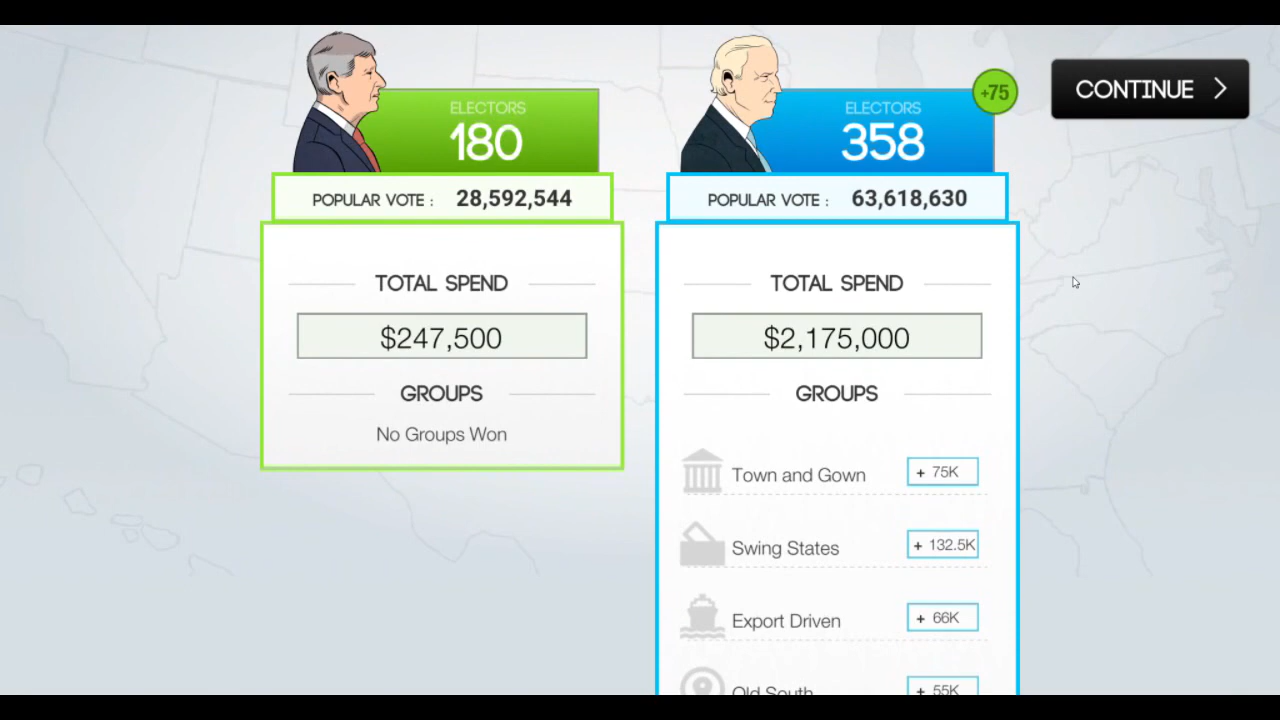 ELECTORS
180
POPULAR VOTE : 28,592,544
TOTAL SPEND
$247,500
GROUPS
No Groups Won
ELECTORS
358
+75
POPULAR VOTE : 63,618,630
TOTAL SPEND
$2,175,000
GROUPS
Town and Gown + 75K
Swing States + 132.5K
Export Driven + 66K
Old South + 55K
CONTINUE